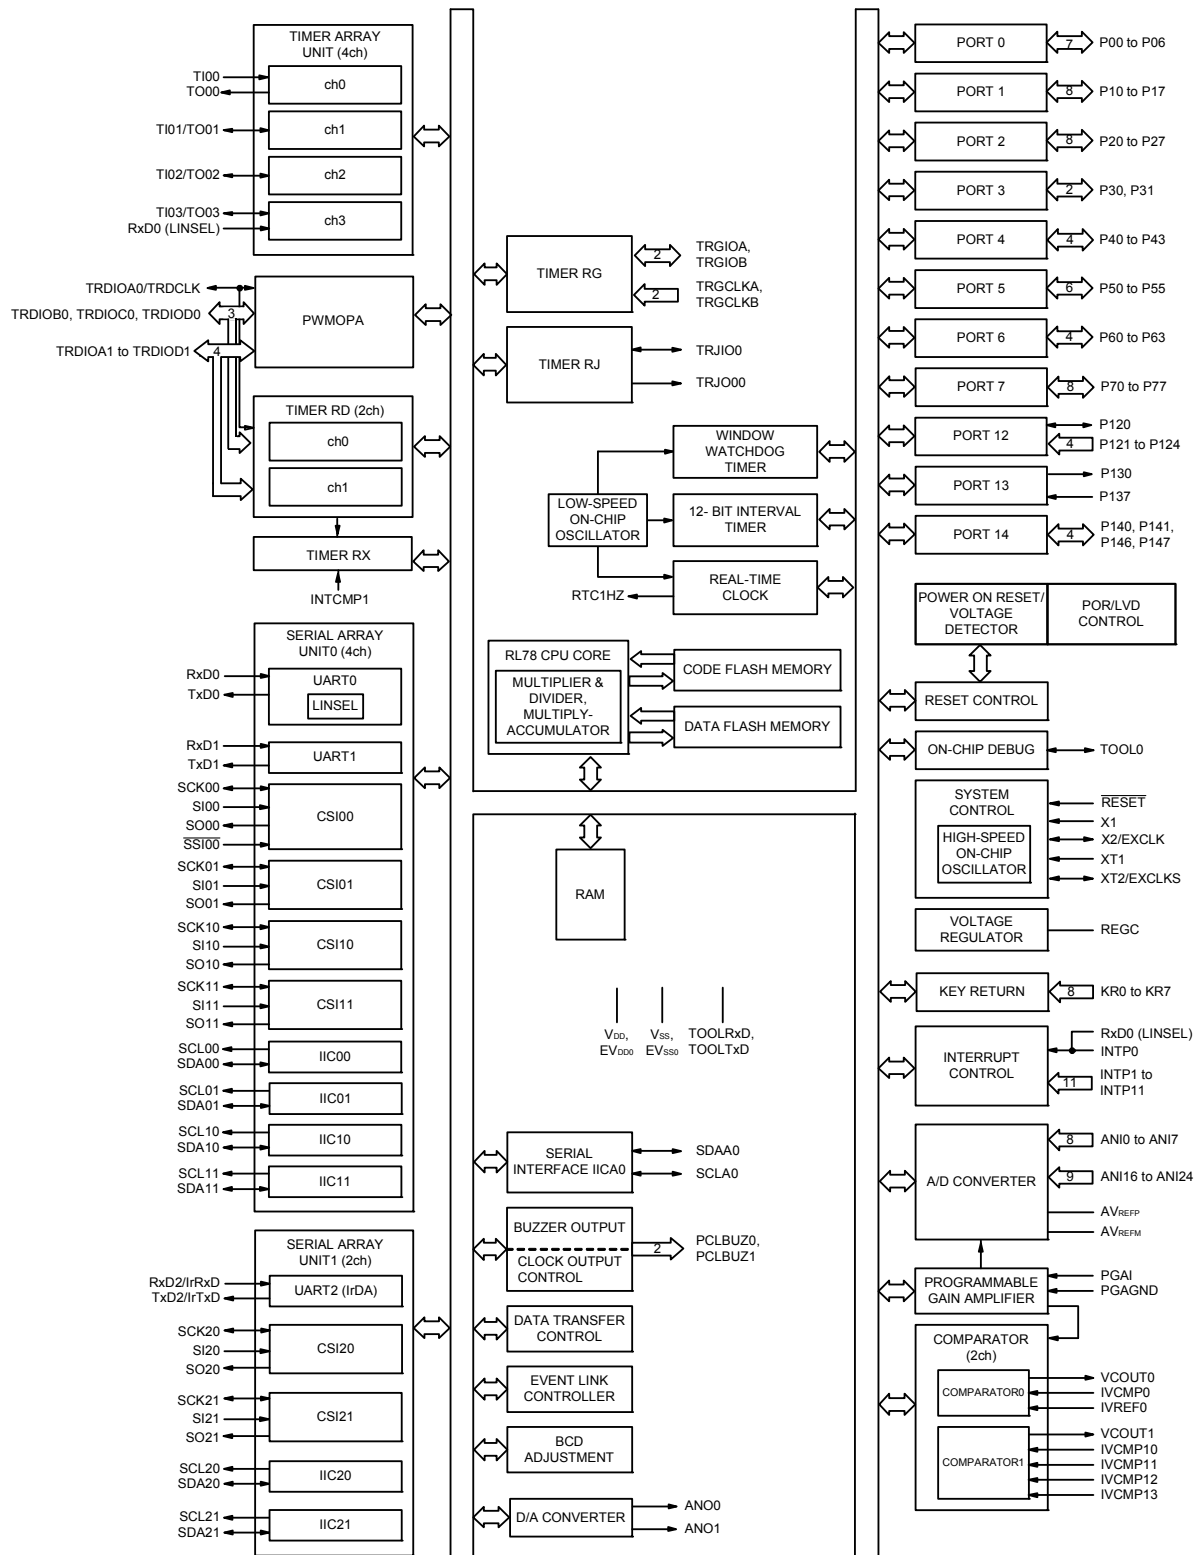 TIMER ARRAY
UNIT (4ch)
TI00
TO00
ch0
TI01/TO01
ch1
TI02/TO02
ch2
TI03/TO03
RxD0 (LINSEL)
ch3
TRDIOA0/TRDCLK
TRDIOB0, TRDIOC0, TRDIOD0
3
TRDIOA1 to TRDIOD1
4
PWMOPA
TIMER RD (2ch)
ch0
ch1
TIMER RX
INTCMP1
SERIAL ARRAY
UNIT0 (4ch)
RxD0
TxD0
UART0
LINSEL
RxD1
TxD1
UART1
SCK00
SI00
SO00
SSI00
CSI00
SCK01
SI01
SO01
CSI01
SCK10
SI10
SO10
CSI10
SCK11
SI11
SO11
CSI11
SCL00
SDA00
IIC00
SCL01
SDA01
IIC01
SCL10
SDA10
IIC10
SCL11
SDA11
IIC11
SERIAL ARRAY
UNIT1 (2ch)
RxD2/IrRxD
TxD2/IrTxD
UART2 (IrDA)
SCK20
SI20
SO20
CSI20
SCK21
SI21
SO21
CSI21
SCL20
SDA20
IIC20
SCL21
SDA21
IIC21
TIMER RG
2
TRGIOA,
TRGIOB
2
TRGCLKA,
TRGCLKB
TIMER RJ
TRJIO0
TRJO00
WINDOW
WATCHDOG
TIMER
LOW-SPEED
ON-CHIP
OSCILLATOR
12- BIT INTERVAL
TIMER
RTC1HZ
REAL-TIME
CLOCK
RL78 CPU CORE
MULTIPLIER &
DIVIDER,
MULTIPLY-
ACCUMULATOR
CODE FLASH MEMORY
DATA FLASH MEMORY
RAM
VDD,
EVDD0
VSS,
EVSS0
TOOLRxD,
TOOLTxD
SERIAL
INTERFACE IICA0
SDAA0
SCLA0
BUZZER OUTPUT
CLOCK OUTPUT
CONTROL
2
PCLBUZ0,
PCLBUZ1
DATA TRANSFER
CONTROL
EVENT LINK
CONTROLLER
BCD
ADJUSTMENT
D/A CONVERTER
ANO0
ANO1
PORT 0
7
P00 to P06
PORT 1
8
P10 to P17
PORT 2
8
P20 to P27
PORT 3
2
P30, P31
PORT 4
4
P40 to P43
PORT 5
6
P50 to P55
PORT 6
4
P60 to P63
PORT 7
8
P70 to P77
PORT 12
P120
4
P121 to P124
PORT 13
P130
P137
PORT 14
4
P140, P141,
P146, P147
POWER ON RESET/
VOLTAGE
DETECTOR
POR/LVD
CONTROL
RESET CONTROL
ON-CHIP DEBUG
TOOL0
SYSTEM
CONTROL
HIGH-SPEED
ON-CHIP
OSCILLATOR
RESET
X1
X2/EXCLK
XT1
XT2/EXCLKS
VOLTAGE
REGULATOR
REGC
KEY RETURN
8
KR0 to KR7
INTERRUPT
CONTROL
RxD0 (LINSEL)
INTP0
11
INTP1 to
INTP11
A/D CONVERTER
8
ANI0 to ANI7
9
ANI16 to ANI24
AVREFP
AVREFM
PROGRAMMABLE
GAIN AMPLIFIER
PGAI
PGAGND
COMPARATOR
(2ch)
COMPARATOR0
VCOUT0
IVCMP0
IVREF0
COMPARATOR1
VCOUT1
IVCMP10
IVCMP11
IVCMP12
IVCMP13